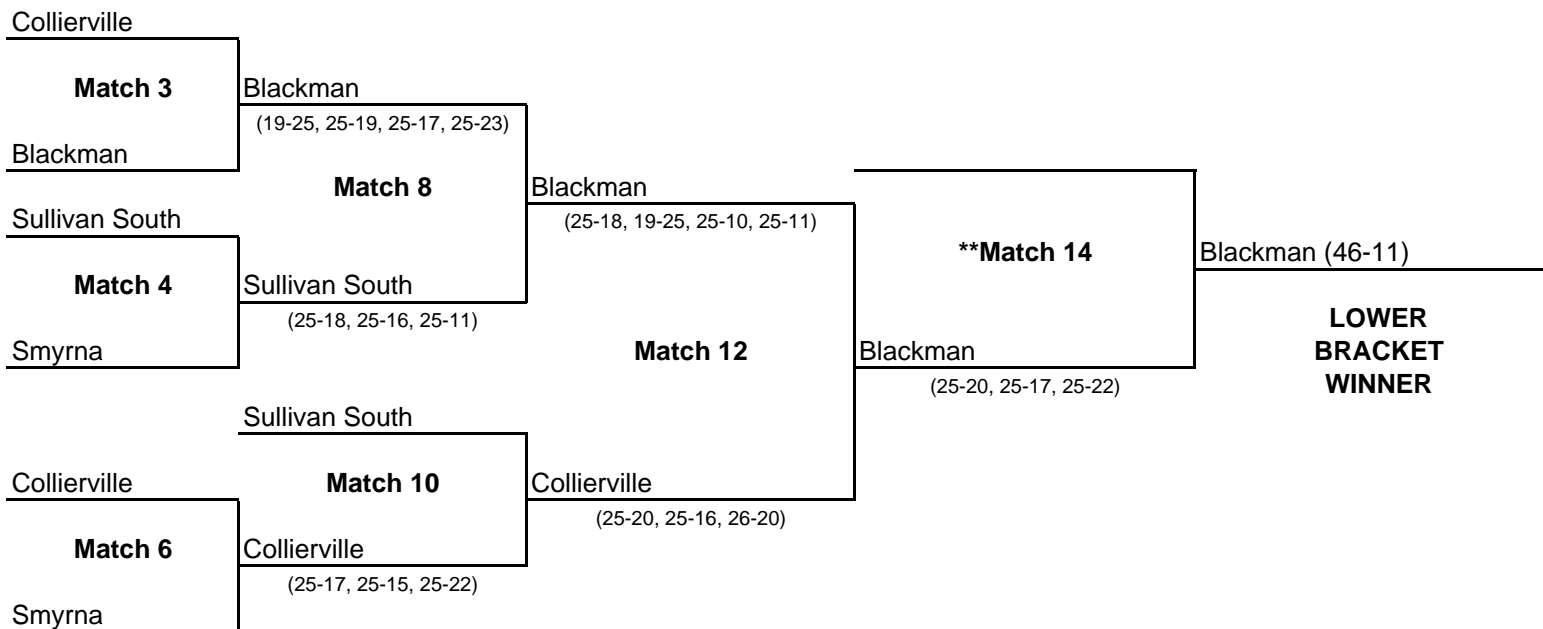 Collierville
Match 3
Blackman
(19-25, 25-19, 25-17, 25-23)
Blackman
Match 8
Blackman
(25-18, 19-25, 25-10, 25-11)
Sullivan South
**Match 14
Blackman (46-11)
Match 4
Sullivan South
(25-18, 25-16, 25-11)
LOWER
BRACKET
WINNER
Smyrna
Match 12
Blackman
(25-20, 25-17, 25-22)
Sullivan South
Collierville
Match 10
Collierville
(25-20, 25-16, 26-20)
Match 6
Collierville
(25-17, 25-15, 25-22)
Smyrna